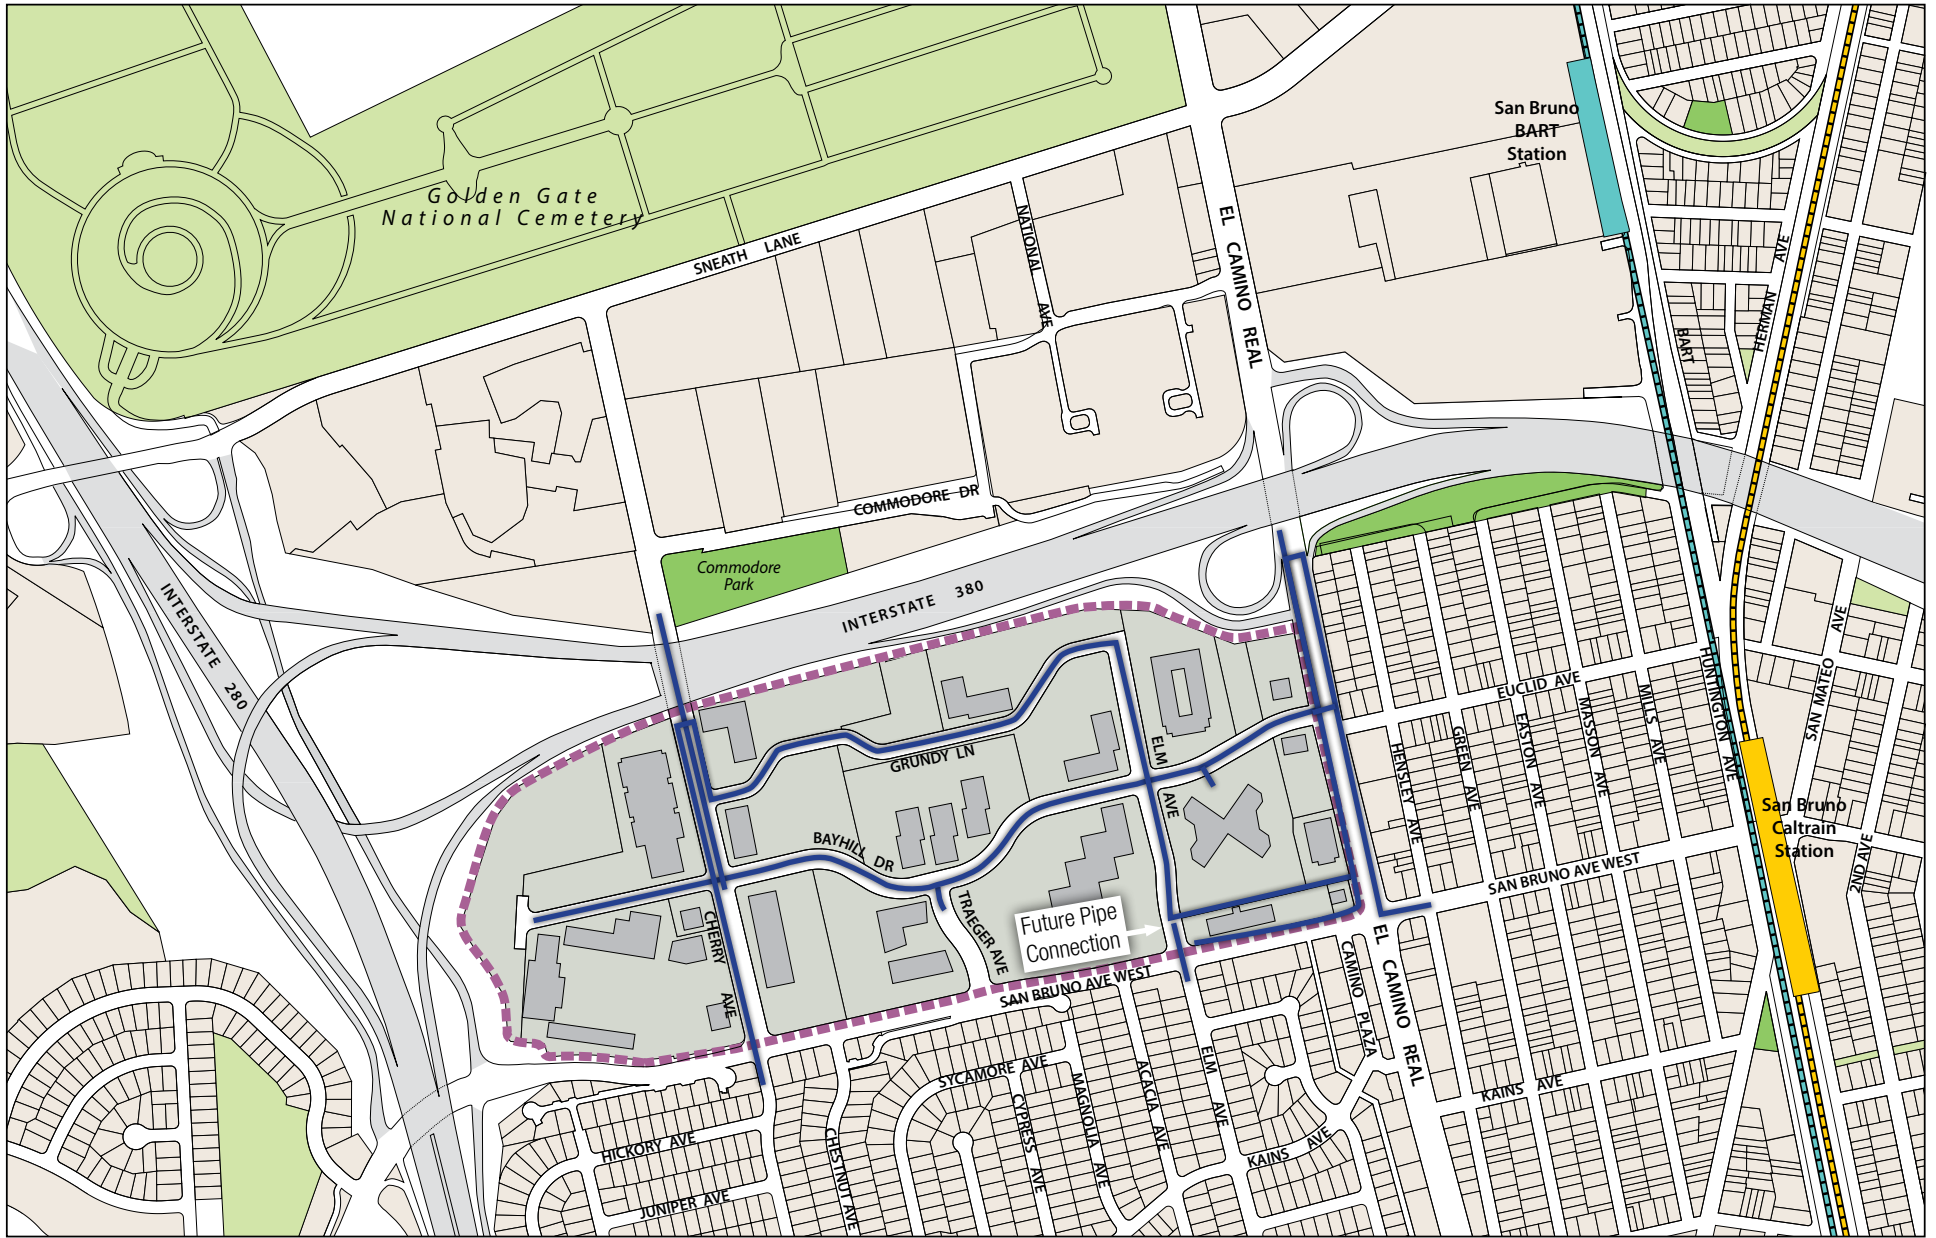 San Bruno
BART
Station
Golden Gate
National Cemetery
SNEATH LANE
NATIONAL AVE
EL CAMINO REAL
HERMAN AVE
BART
COMMODORE DR
Commodore
Park
INTERSTATE 380
INTERSTATE 280
EUCLID AVE
HUNTINGTON AVE
SAN MATEO AVE
MILLS AVE
MASSON AVE
EASTON AVE
GREEN AVE
HENSLEY AVE
GRUNDY LN
ELM AVE
BAYHILL DR
TRAEGER AVE
CHERRY AVE
San Bruno
Caltrain
Station
2ND AVE
SAN BRUNO AVE WEST
Future Pipe
Connection
SAN BRUNO AVE WEST
CAMINO PLAZA
EL CAMINO REAL
KAINS AVE
SYCAMORE AVE
CYPRESS AVE
MAGNOLIA AVE
ACACIA AVE
ELM AVE
KAINS AVE
HICKORY AVE
JUNIPER AVE
CHESTNUT AVE